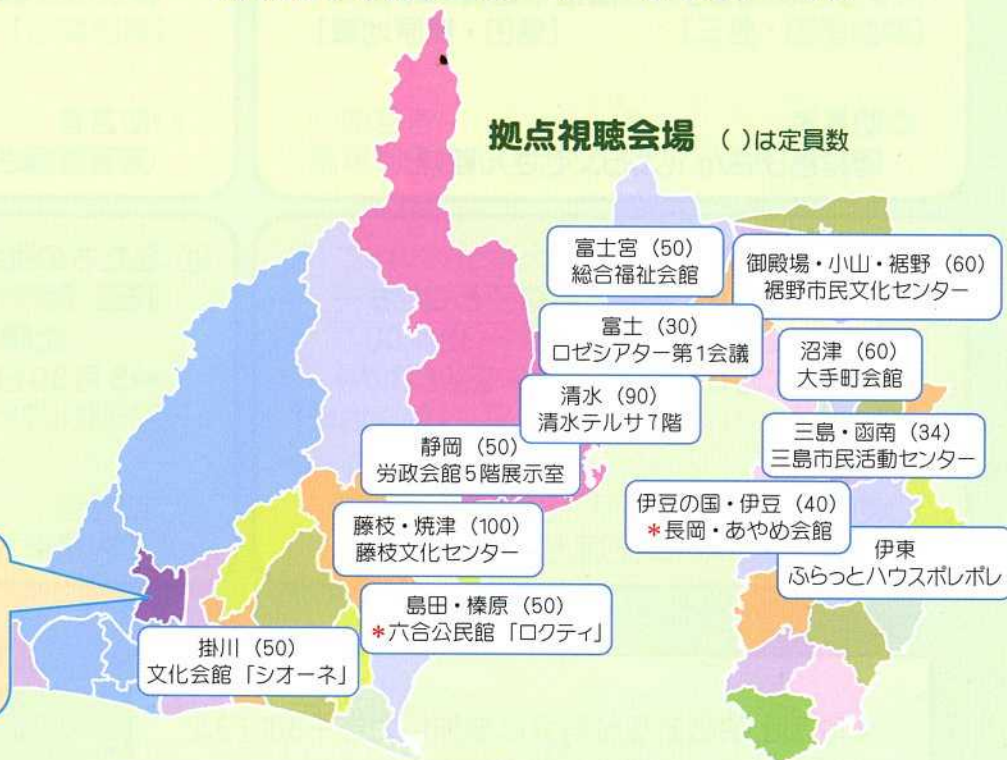 拠点視聴会場 ( )は定員数
富士宮 (50)
総合福祉会館
御殿場・小山・裾野 (60)
裾野市民文化センター
富士 (30)
ロゼシアター第1会議
沼津 (60)
大手町会館
清水 (90)
清水テルサ7階
三島・函南 (34)
三島市民活動センター
静岡 (50)
労政会館5階展示室
伊豆の国・伊豆 (40)
*長岡・あやめ会館
藤枝・焼津 (100)
藤枝文化センター
伊東
ふらっとハウスポレポレ
島田・榛原 (50)
*六合公民館「ロクティ」
掛川 (50)
文化会館「シオーネ」